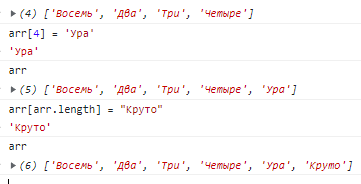 ▶(4) ['Восемь', 'Два', 'Три', 'Четыре']
arr[4] = 'Ура'
'Ура'
arr
▶(5) ['Восемь', 'Два', 'Три', 'Четыре', 'Ура']
arr[arr.length] = "Круто"
'Круто'
arr
▶(6) ['Восемь', 'Два', 'Три', 'Четыре', 'Ура', 'Круто']